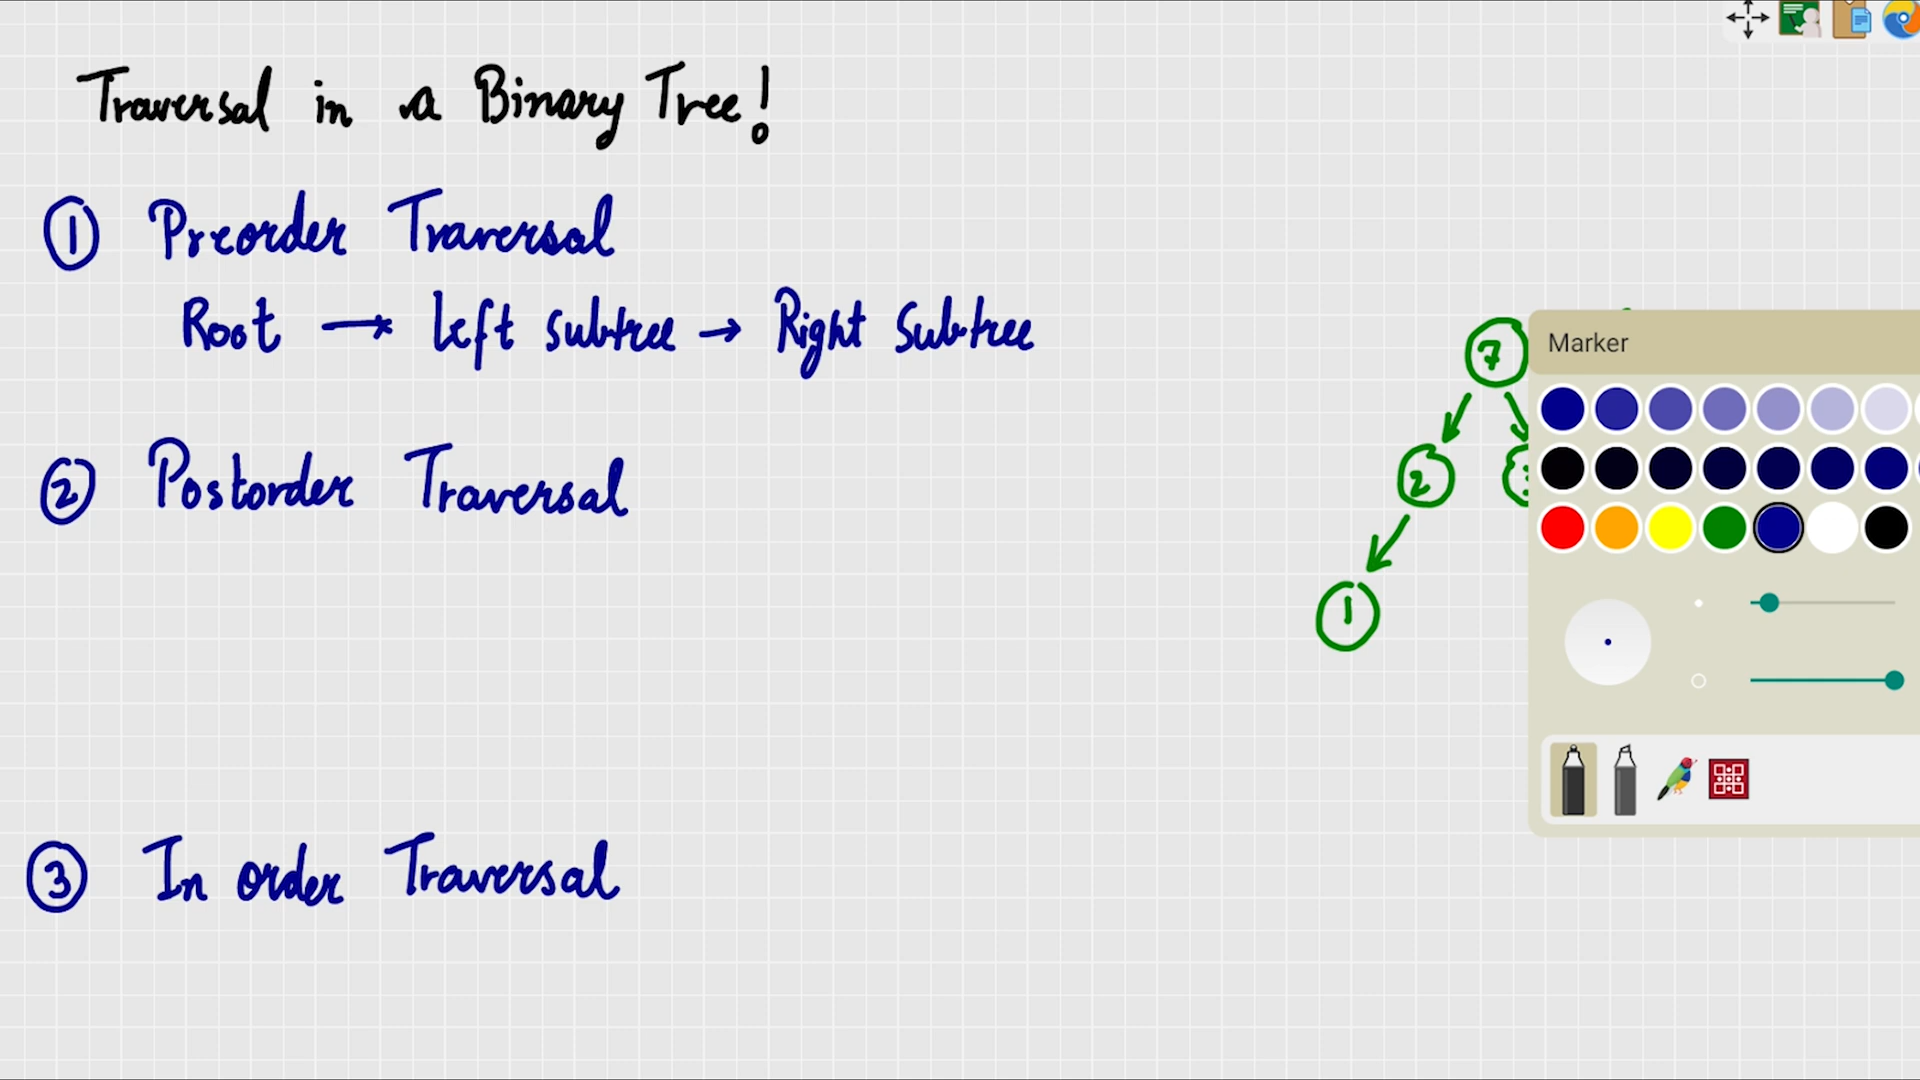 Traversal in a Binary Tree!
① Preorder Traversal
Root → Left subtree → Right Subtree
7
Marker
② Postorder Traversal
2
1
③ In order Traversal